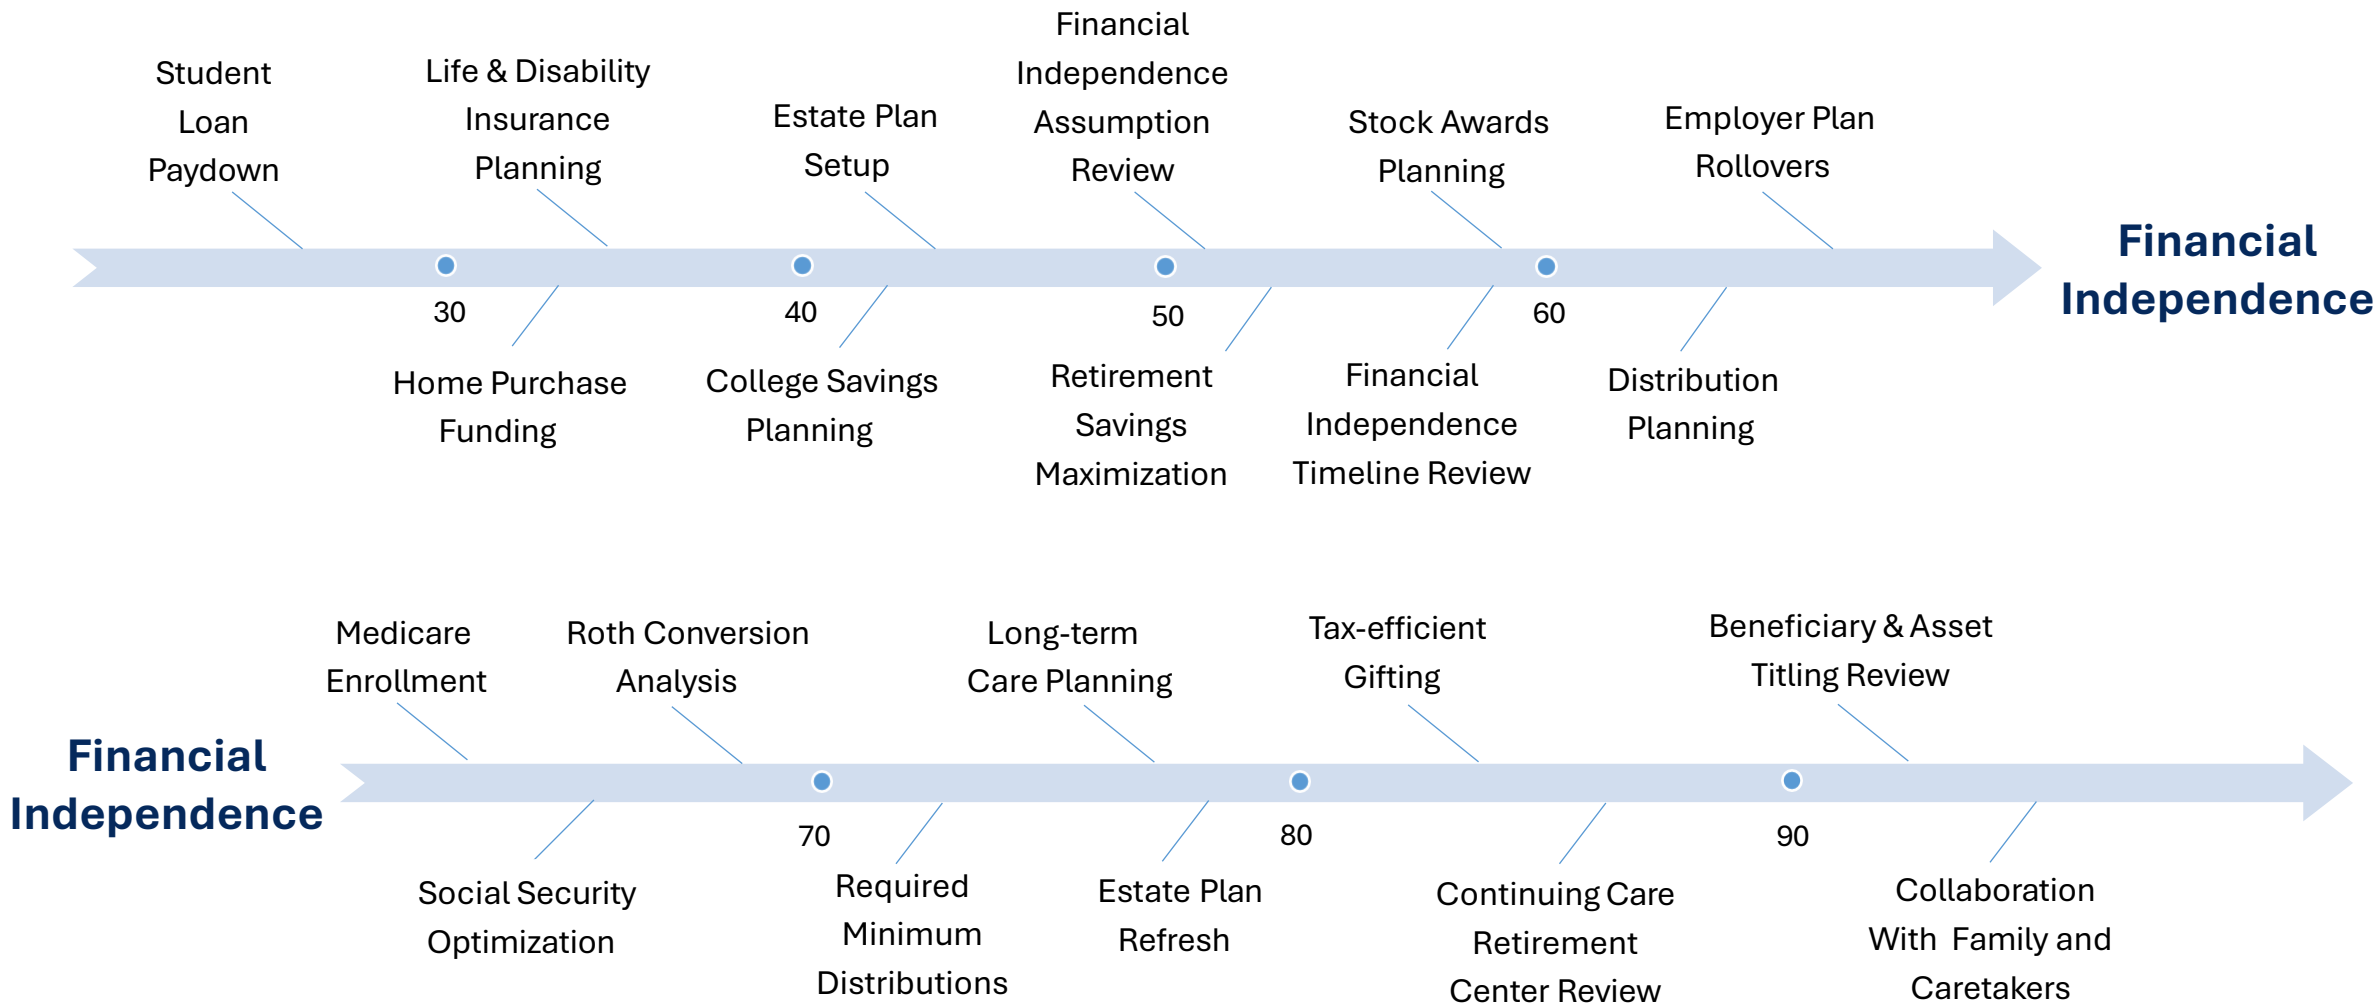 Student
Loan
Paydown
Life & Disability
Insurance
Planning
Estate Plan
Setup
Financial
Independence
Assumption
Review
Stock Awards
Planning
Employer Plan
Rollovers
Financial
Independence
30
40
50
60
Home Purchase
Funding
College Savings
Planning
Retirement
Savings
Maximization
Financial
Independence
Timeline Review
Distribution
Planning
Medicare
Enrollment
Roth Conversion
Analysis
Long-term
Care Planning
Tax-efficient
Gifting
Beneficiary & Asset
Titling Review
Financial
Independence
70
80
90
Social Security
Optimization
Required
Minimum
Distributions
Estate Plan
Refresh
Continuing Care
Retirement
Center Review
Collaboration
With Family and
Caretakers